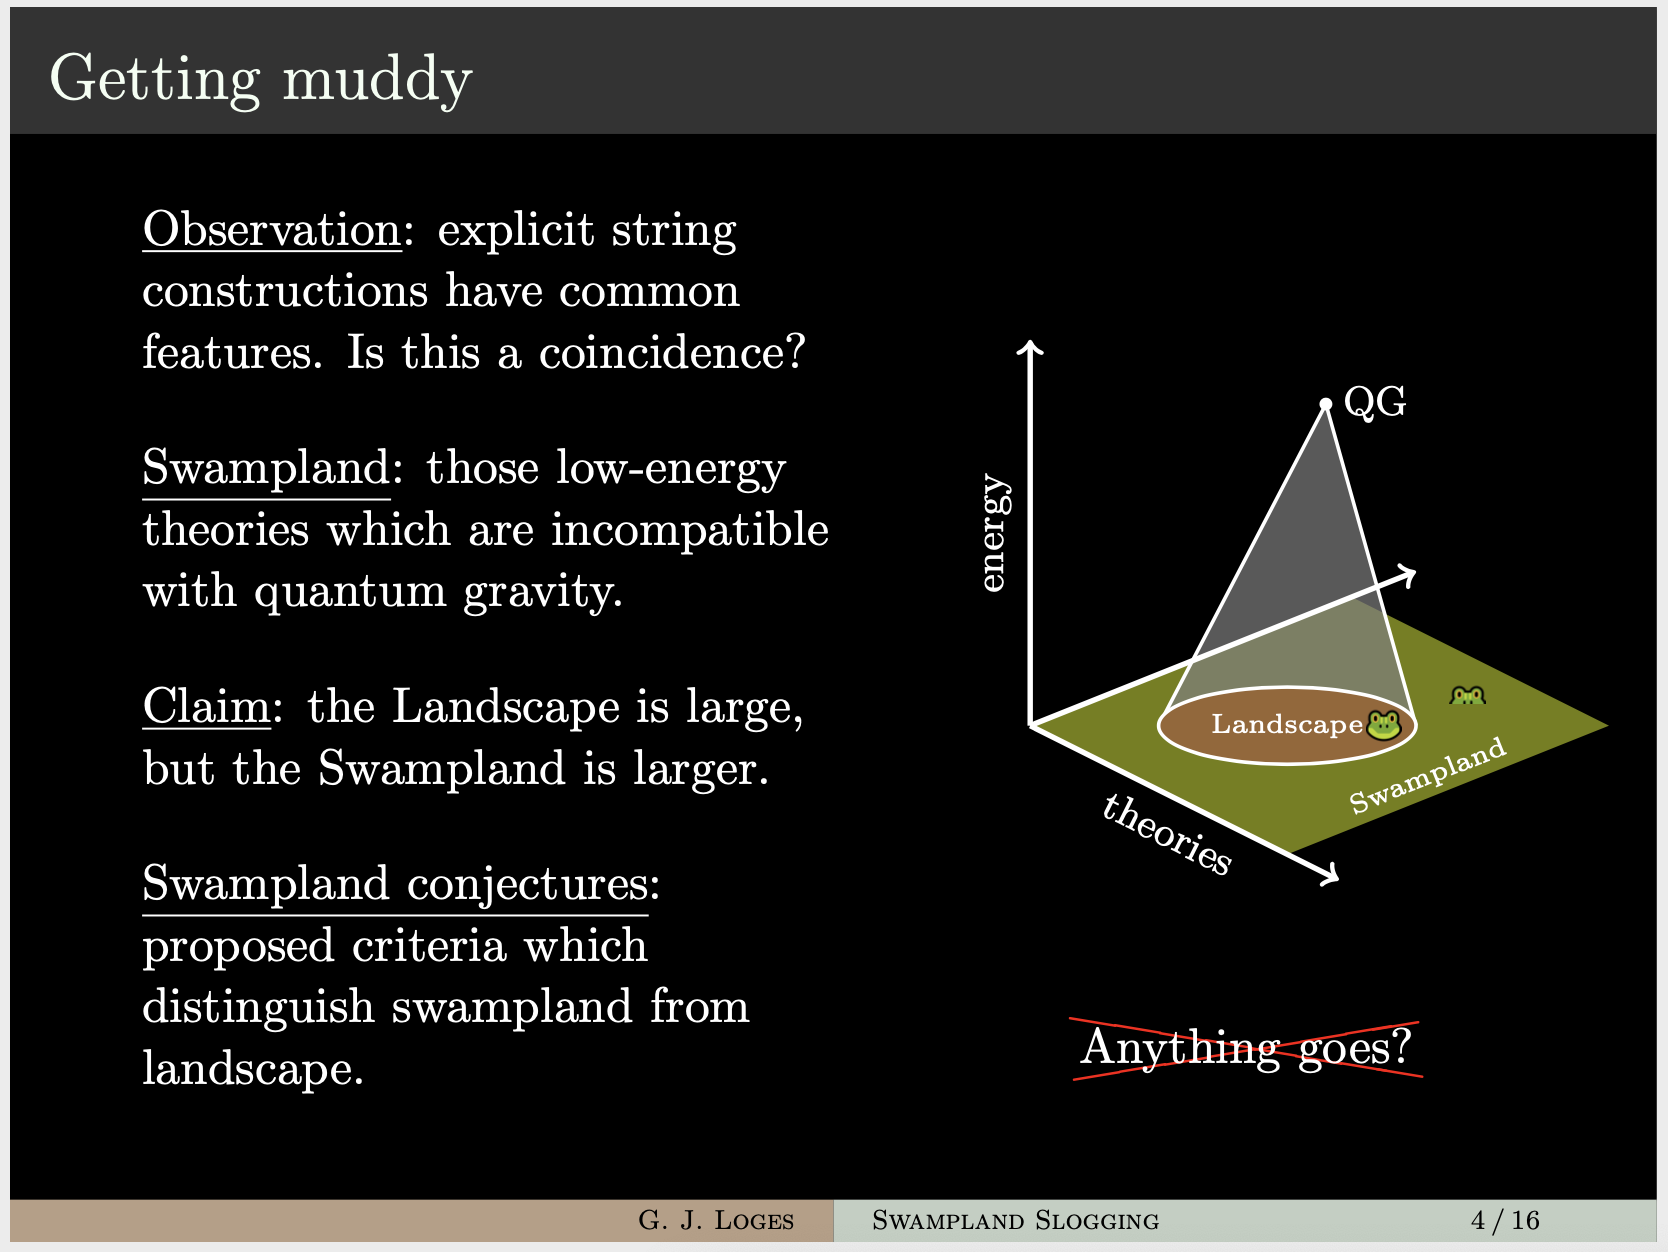 Getting muddy
Observation: explicit string
constructions have common
features. Is this a coincidence?
Swampland: those low-energy
theories which are incompatible
with quantum gravity.
Claim: the Landscape is large,
but the Swampland is larger.
Swampland conjectures:
proposed criteria which
distinguish swampland from
landscape.
QG
energy
Landscape
Swampland
theories
Anything goes?
G. J. Loges
Swampland Slogging
4 / 16